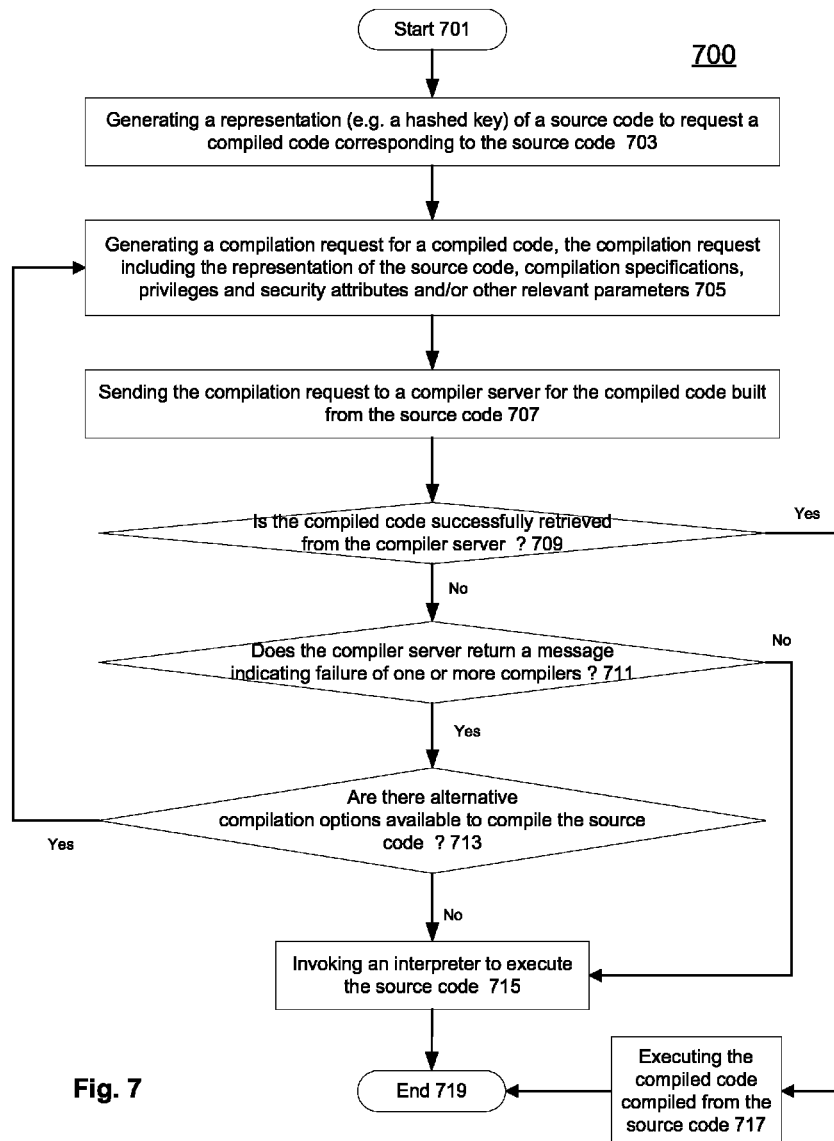 Start 701
700
Generating a representation (e.g. a hashed key) of a source code to request a
compiled code corresponding to the source code 703
Generating a compilation request for a compiled code, the compilation request
including the representation of the source code, compilation specifications,
privileges and security attributes and/or other relevant parameters 705
Sending the compilation request to a compiler server for the compiled code built
from the source code 707
Is the compiled code successfully retrieved
from the compiler server ? 709
Yes
No
Does the compiler server return a message
indicating failure of one or more compilers ? 711
No
Yes
Are there alternative
compilation options available to compile the source
code ? 713
Yes
No
Invoking an interpreter to execute
the source code 715
Executing the
compiled code
compiled from the
source code 717
End 719
Fig. 7